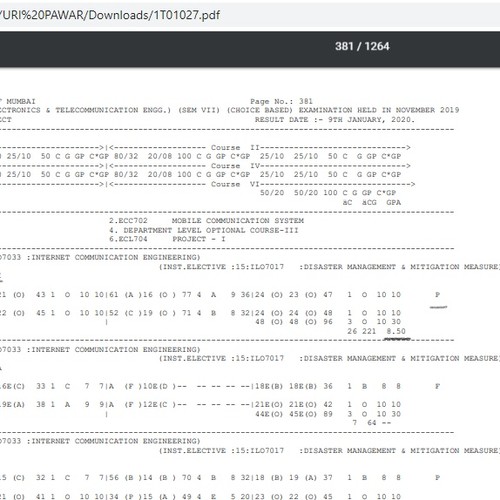 /URI%20PAWAR/Downloads/1T01027.pdf
381 / 1264
MUMBAI Page No.: 381
ECTRONICS & TELECOMMUNICATION ENGG.) (SEM VII) (CHOICE BASED) EXAMINATION HELD IN NOVEMBER 2019
ECT RESULT DATE :- 9TH JANUARY, 2020.
---->|<---- Course II---->
25/10 50 C G GP C*GP 80/32 20/08 100 C G GP C*GP 25/10 25/10 50 C G GP C*GP
---->|<---- Course IV---->
25/10 50 C G GP C*GP 80/32 20/08 100 C G GP C*GP 25/10 25/10 50 C G GP C*GP
---->|<---- Course VI---->
50/20 50/20 100 C G GP C*GP
äC äCG GPA
2.ECC702 MOBILE COMMUNICATION SYSTEM
4. DEPARTMENT LEVEL OPTIONAL COURSE-III
6.ECL704 PROJECT - I
07033 :INTERNET COMMUNICATION ENGINEERING)
(INST.ELECTIVE :15:ILO7017 :DISASTER MANAGEMENT & MITIGATION MEASURE
21 (O) 43 1 O 10 10|61 (A )16 (O ) 77 4 A 9 36|24 (O) 23 (O) 47 1 O 10 10 P
22 (O) 45 1 O 10 10|52 (C )19 (O ) 71 4 B 8 32|24 (O) 24 (O) 48 1 O 10 10
| 48 (O) 48 (O) 96 3 O 10 30
26 221 8.50
07033 :INTERNET COMMUNICATION ENGINEERING)
(INST.ELECTIVE :15:ILO7017 :DISASTER MANAGEMENT & MITIGATION MEASURE
16E(C) 33 1 C 7 7|A (F )10E(D )-- -- -- -- --|18E(B) 18E(B) 36 1 B 8 8 F
19E(A) 38 1 A 9 9|A (F )12E(C )-- -- -- -- --|21E(O) 21E(O) 42 1 O 10 10
| 44E(O) 45E(O) 89 3 O 10 30
7 64 --
07033 :INTERNET COMMUNICATION ENGINEERING)
(INST.ELECTIVE :15:ILO7017 :DISASTER MANAGEMENT & MITIGATION MEASURE
15 (C) 32 1 C 7 7|56 (B )14 (B ) 70 4 B 8 32|18 (B) 19 (A) 37 1 B 8 8 P
21 (O) 41 1 O 10 10|34 (P )15 (A ) 49 4 E 5 20|23 (O) 22 (O) 45 1 O 10 10